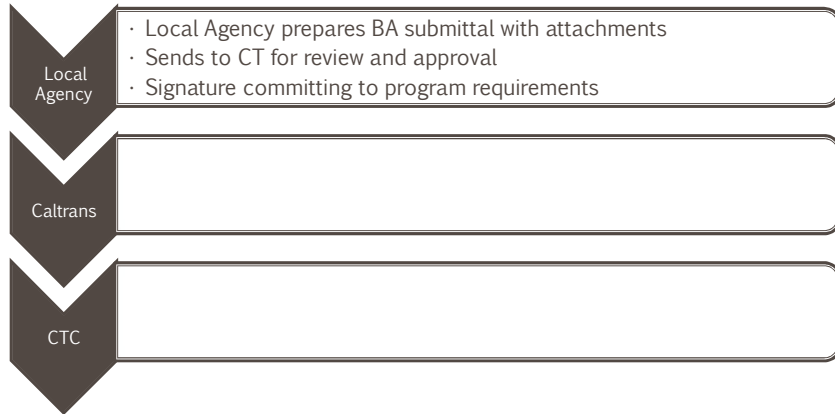 Local
Agency
· Local Agency prepares BA submittal with attachments
· Sends to CT for review and approval
· Signature committing to program requirements
Caltrans
CTC